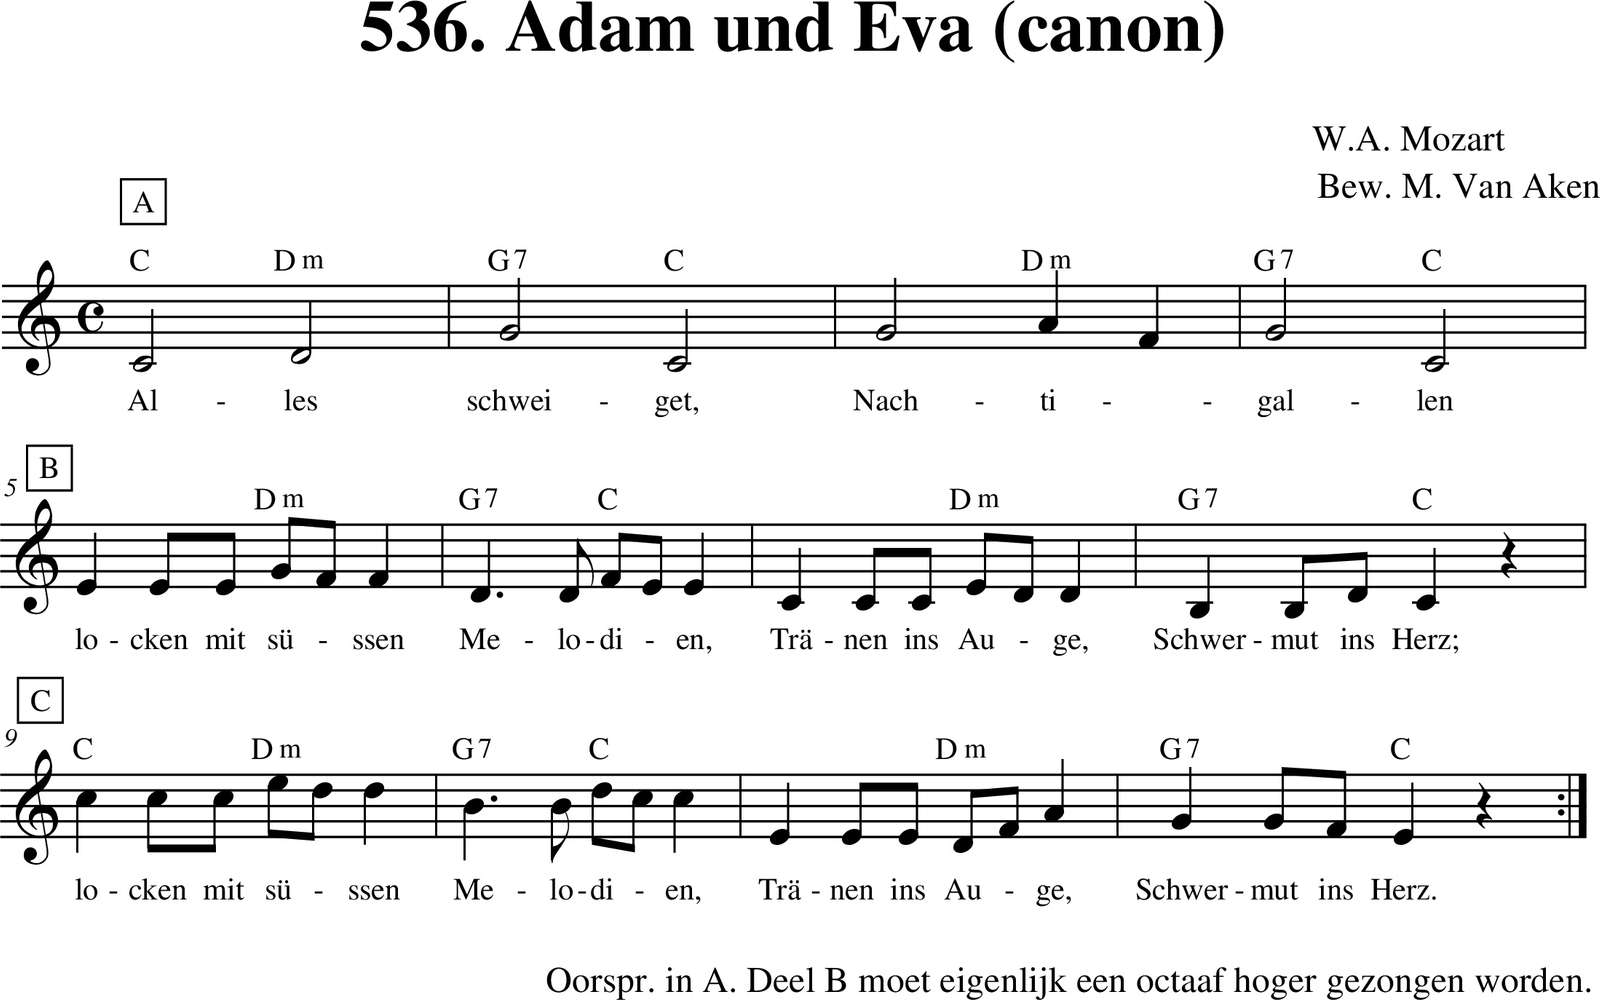 536. Adam und Eva (canon)
W.A. Mozart
Bew. M. Van Aken
A
C Dm G7 C Dm G7 C
Al - les schwei - get, Nach - ti - - gal - len
B
5
Dm G7 C Dm G7 C
lo - cken mit sü - ssen Me - lo - di - en, Trä - nen ins Au - ge, Schwer - mut ins Herz;
C
9
C Dm G7 C Dm G7 C
lo - cken mit sü - ssen Me - lo - di - en, Trä - nen ins Au - ge, Schwer - mut ins Herz.
Oorspr. in A. Deel B moet eigenlijk een octaaf hoger gezongen worden.